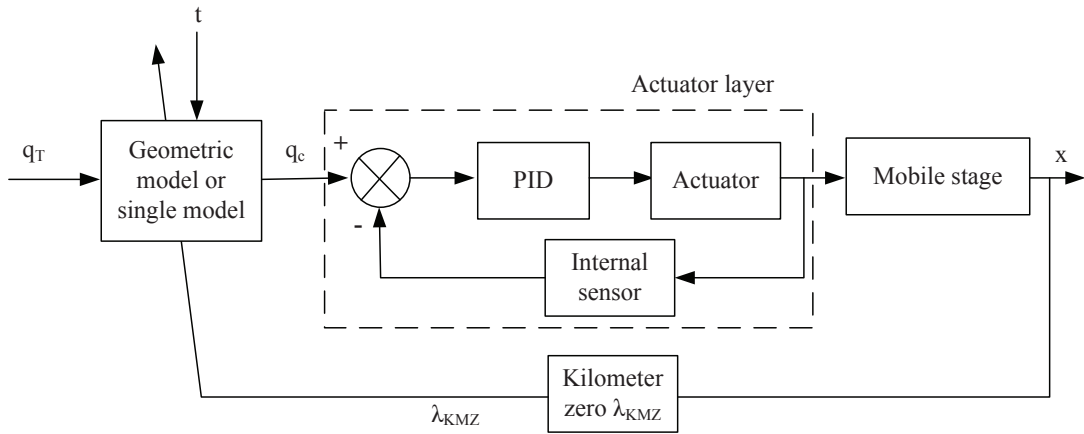 t
Actuator layer
q_T
Geometric
model or
single model
q_c
+
-
PID
Actuator
Mobile stage
x
Internal
sensor
Kilometer
zero λ_KMZ
λ_KMZ